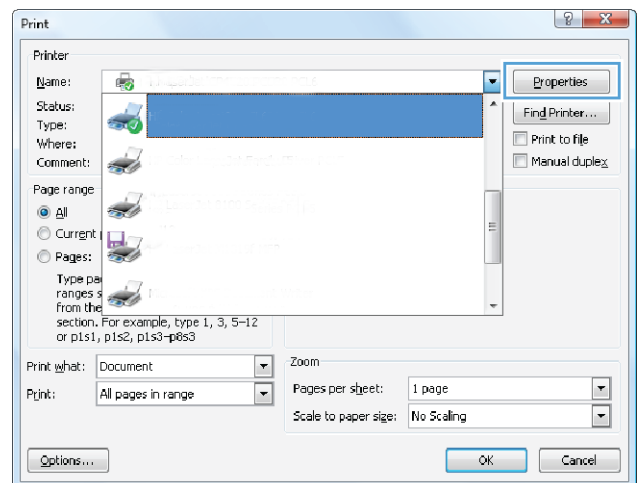 Print
Printer
Name:
Properties
Status:
Find Printer...
Type:
Where:
Print to file
Comment:
Manual duplex
Page range
All
Current
Pages:
Type pa
ranges s
from the
section. For example, type 1, 3, 5–12
or p1s1, p1s2, p1s3–p8s3
Print what: Document
Print: All pages in range
Zoom
Pages per sheet: 1 page
Scale to paper size: No Scaling
Options...
OK
Cancel